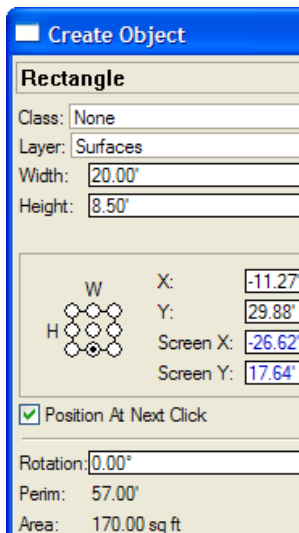 Create Object
Rectangle
Class: None
Layer: Surfaces
Width: 20.00'
Height: 8.50'
W
H
X: -11.27'
Y: 29.88'
Screen X: -26.62'
Screen Y: 17.64'
Position At Next Click
Rotation: 0.00°
Perim: 57.00'
Area: 170.00 sq ft